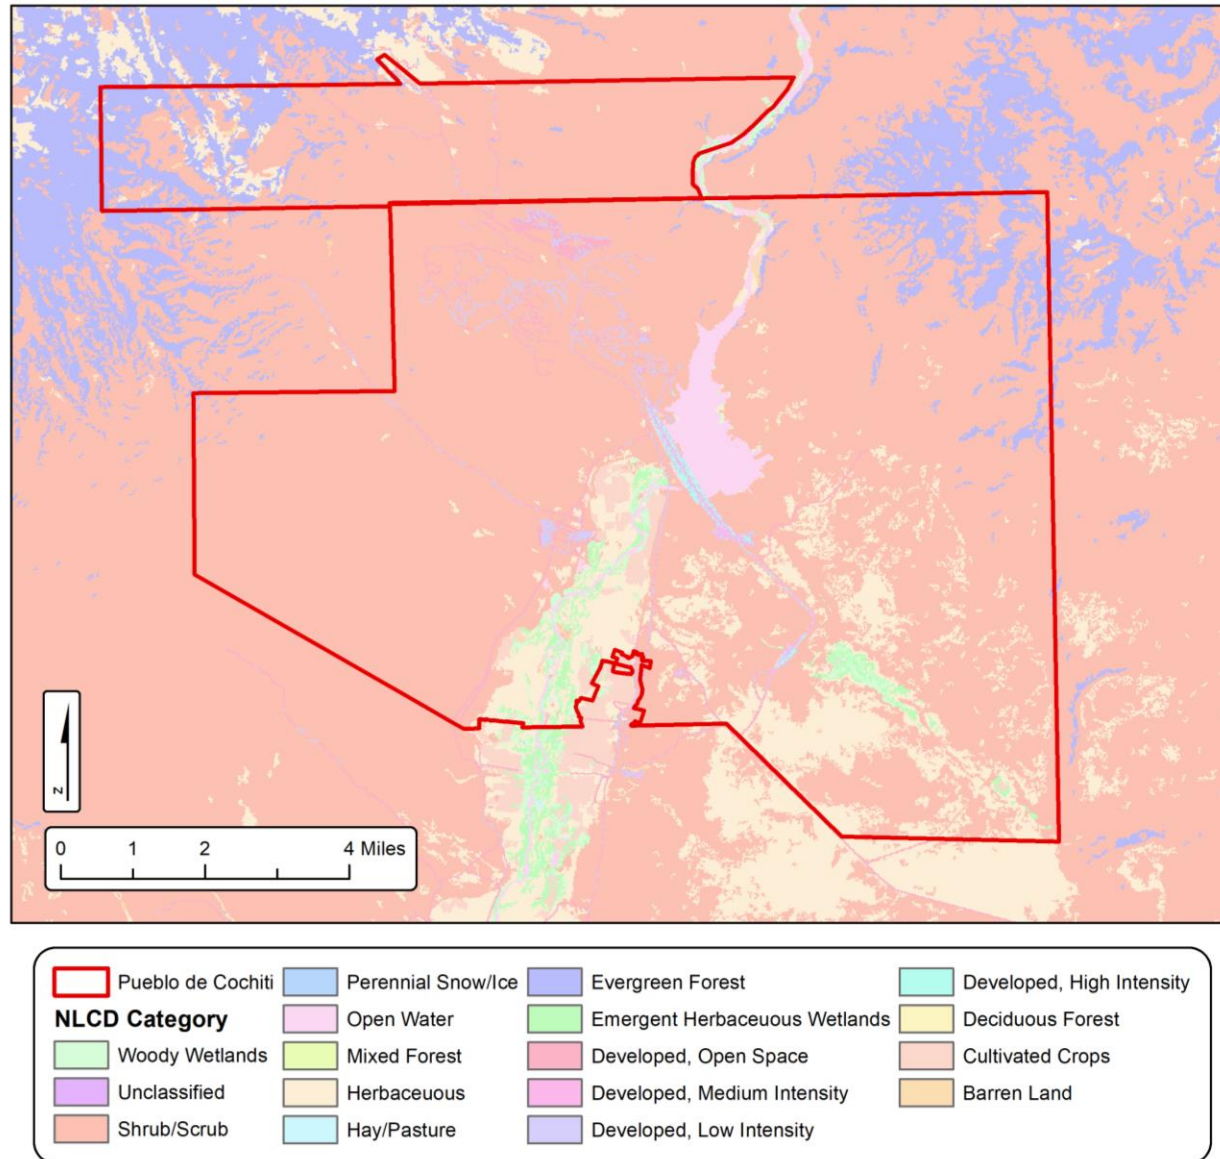 N
0 1 2 4 Miles
Pueblo de Cochiti
NLCD Category
Woody Wetlands
Unclassified
Shrub/Scrub
Perennial Snow/Ice
Open Water
Mixed Forest
Herbaceuous
Hay/Pasture
Evergreen Forest
Emergent Herbaceuous Wetlands
Developed, Open Space
Developed, Medium Intensity
Developed, Low Intensity
Developed, High Intensity
Deciduous Forest
Cultivated Crops
Barren Land